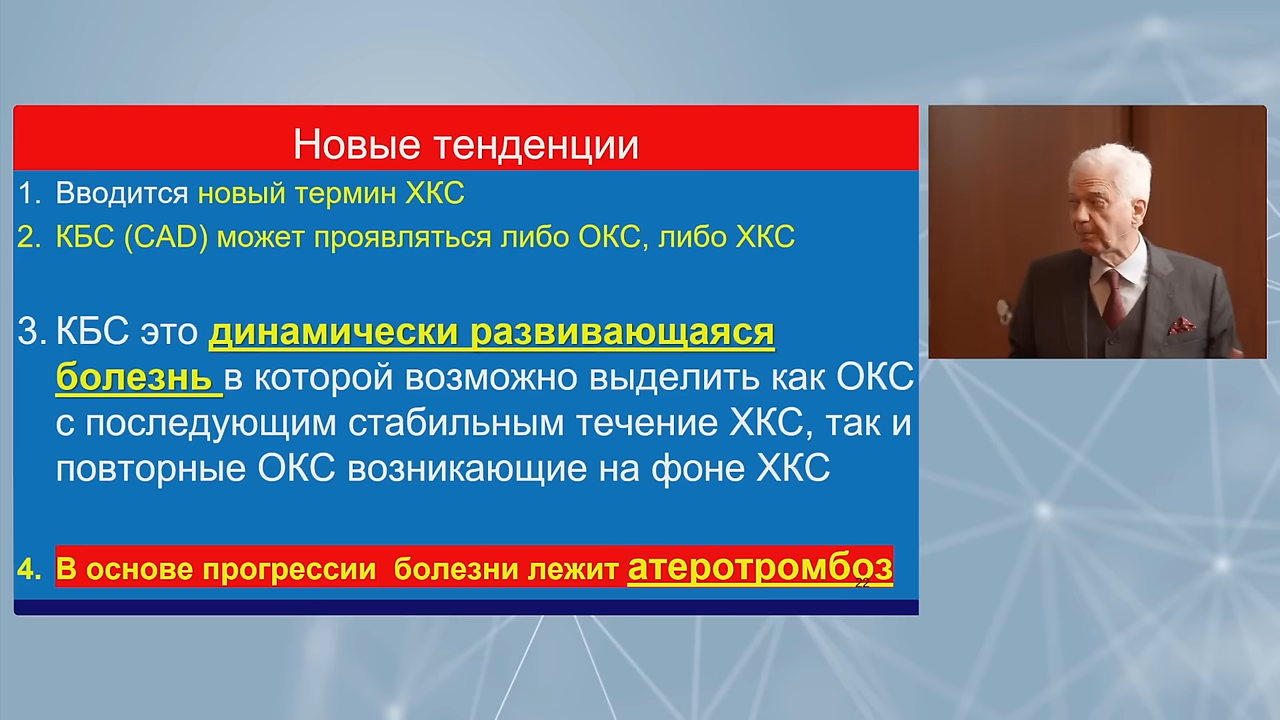 Новые тенденции
1. Вводится новый термин ХКС
2. КБС (CAD) может проявляться либо ОКС, либо ХКС
3. КБС это динамически развивающаяся
болезнь в которой возможно выделить как ОКС
с последующим стабильным течение ХКС, так и
повторные ОКС возникающие на фоне ХКС
4. В основе прогрессии болезни лежит атеротромбоз
22